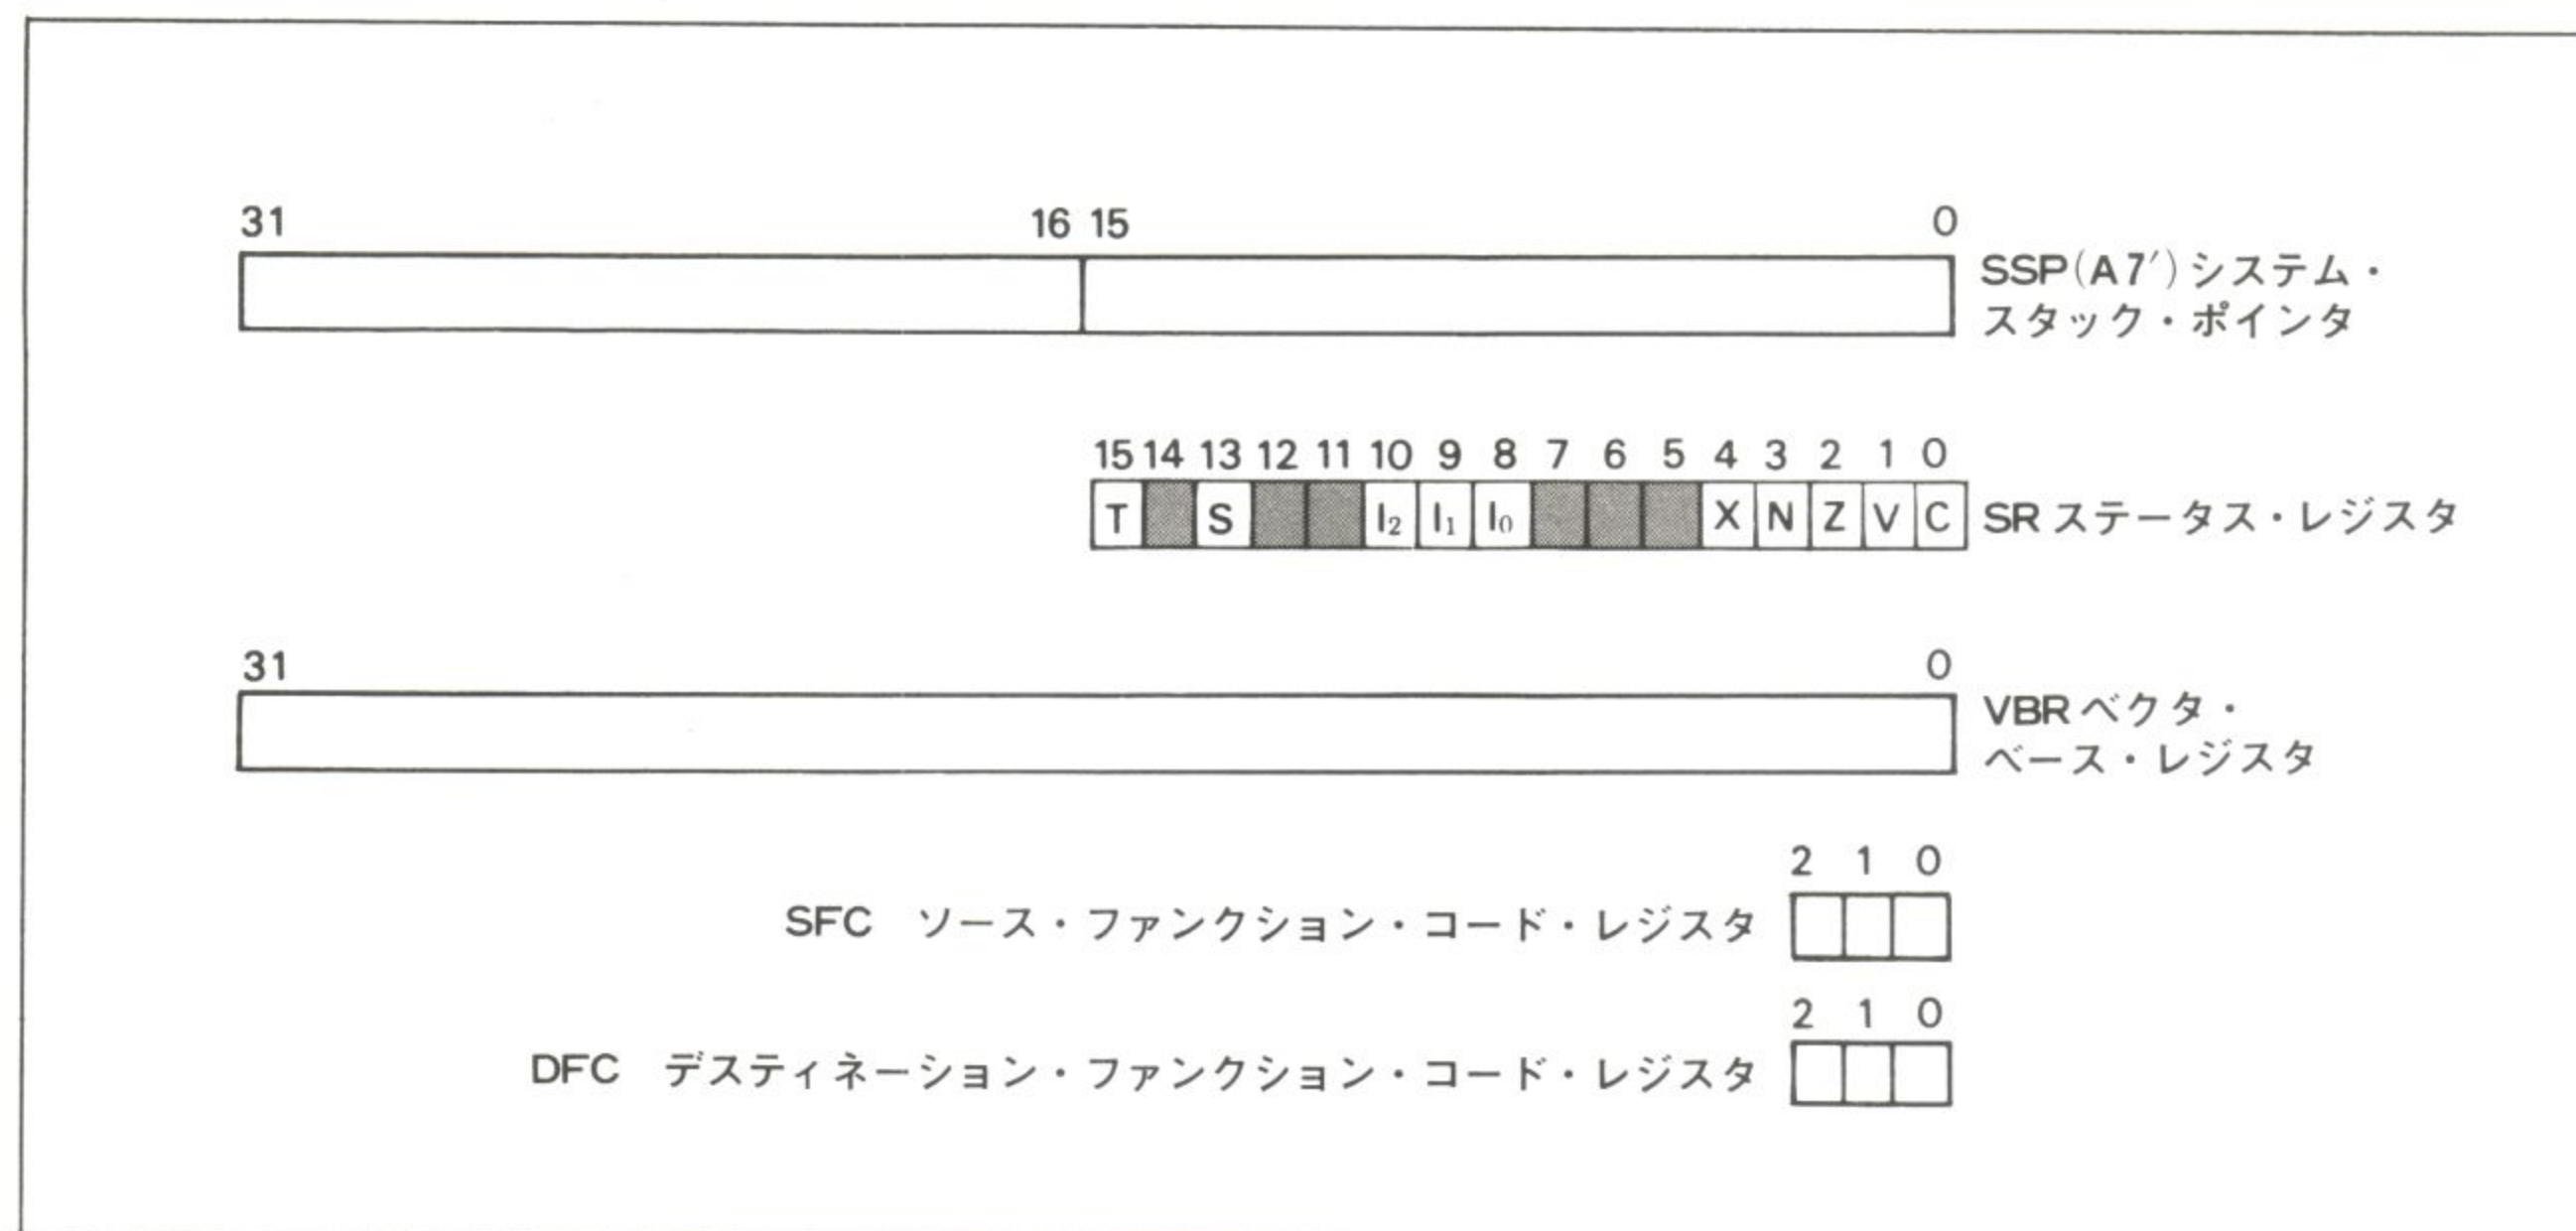 31 16 15 0
SSP(A7′)システム・
スタック・ポインタ
15 14 13 12 11 10 9 8 7 6 5 4 3 2 1 0
T S I₂ I₁ I₀ X N Z V C SR ステータス・レジスタ
31 0
VBR ベクタ・
ベース・レジスタ
2 1 0
SFC ソース・ファンクション・コード・レジスタ
2 1 0
DFC デスティネーション・ファンクション・コード・レジスタ